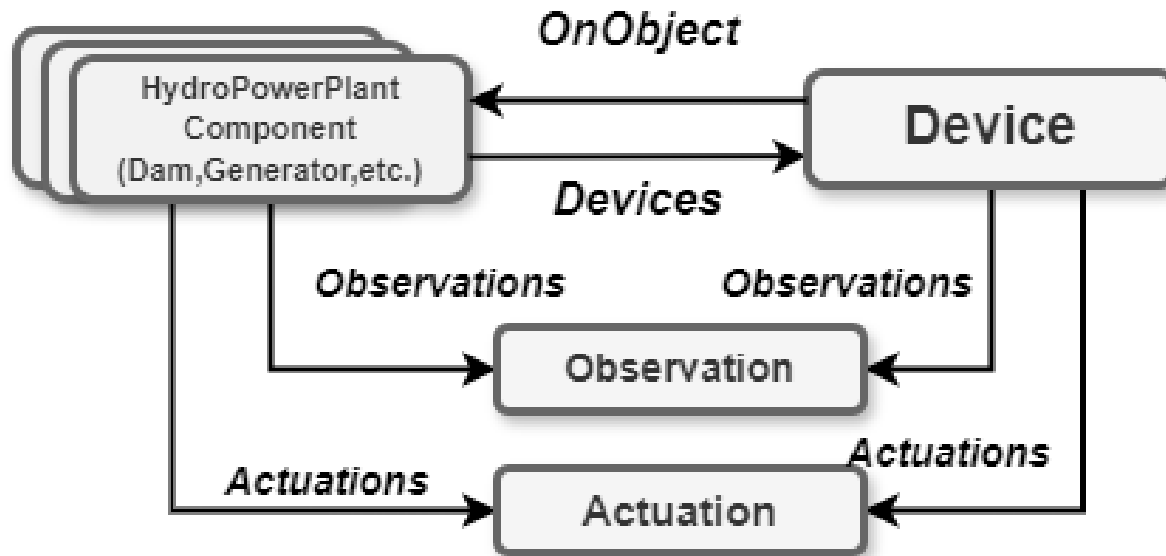 OnObject
HydroPowerPlant
Component
(Dam,Generator,etc.)
Device
Devices
Observations
Observations
Observation
Actuations
Actuations
Actuation